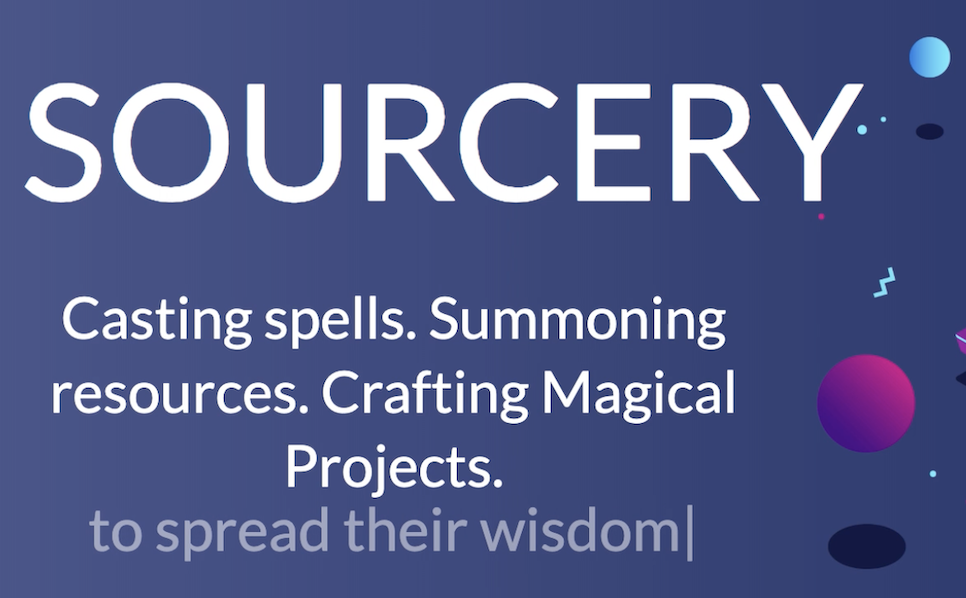 SOURCERY
Casting spells. Summoning
resources. Crafting Magical
Projects.
to spread their wisdom|